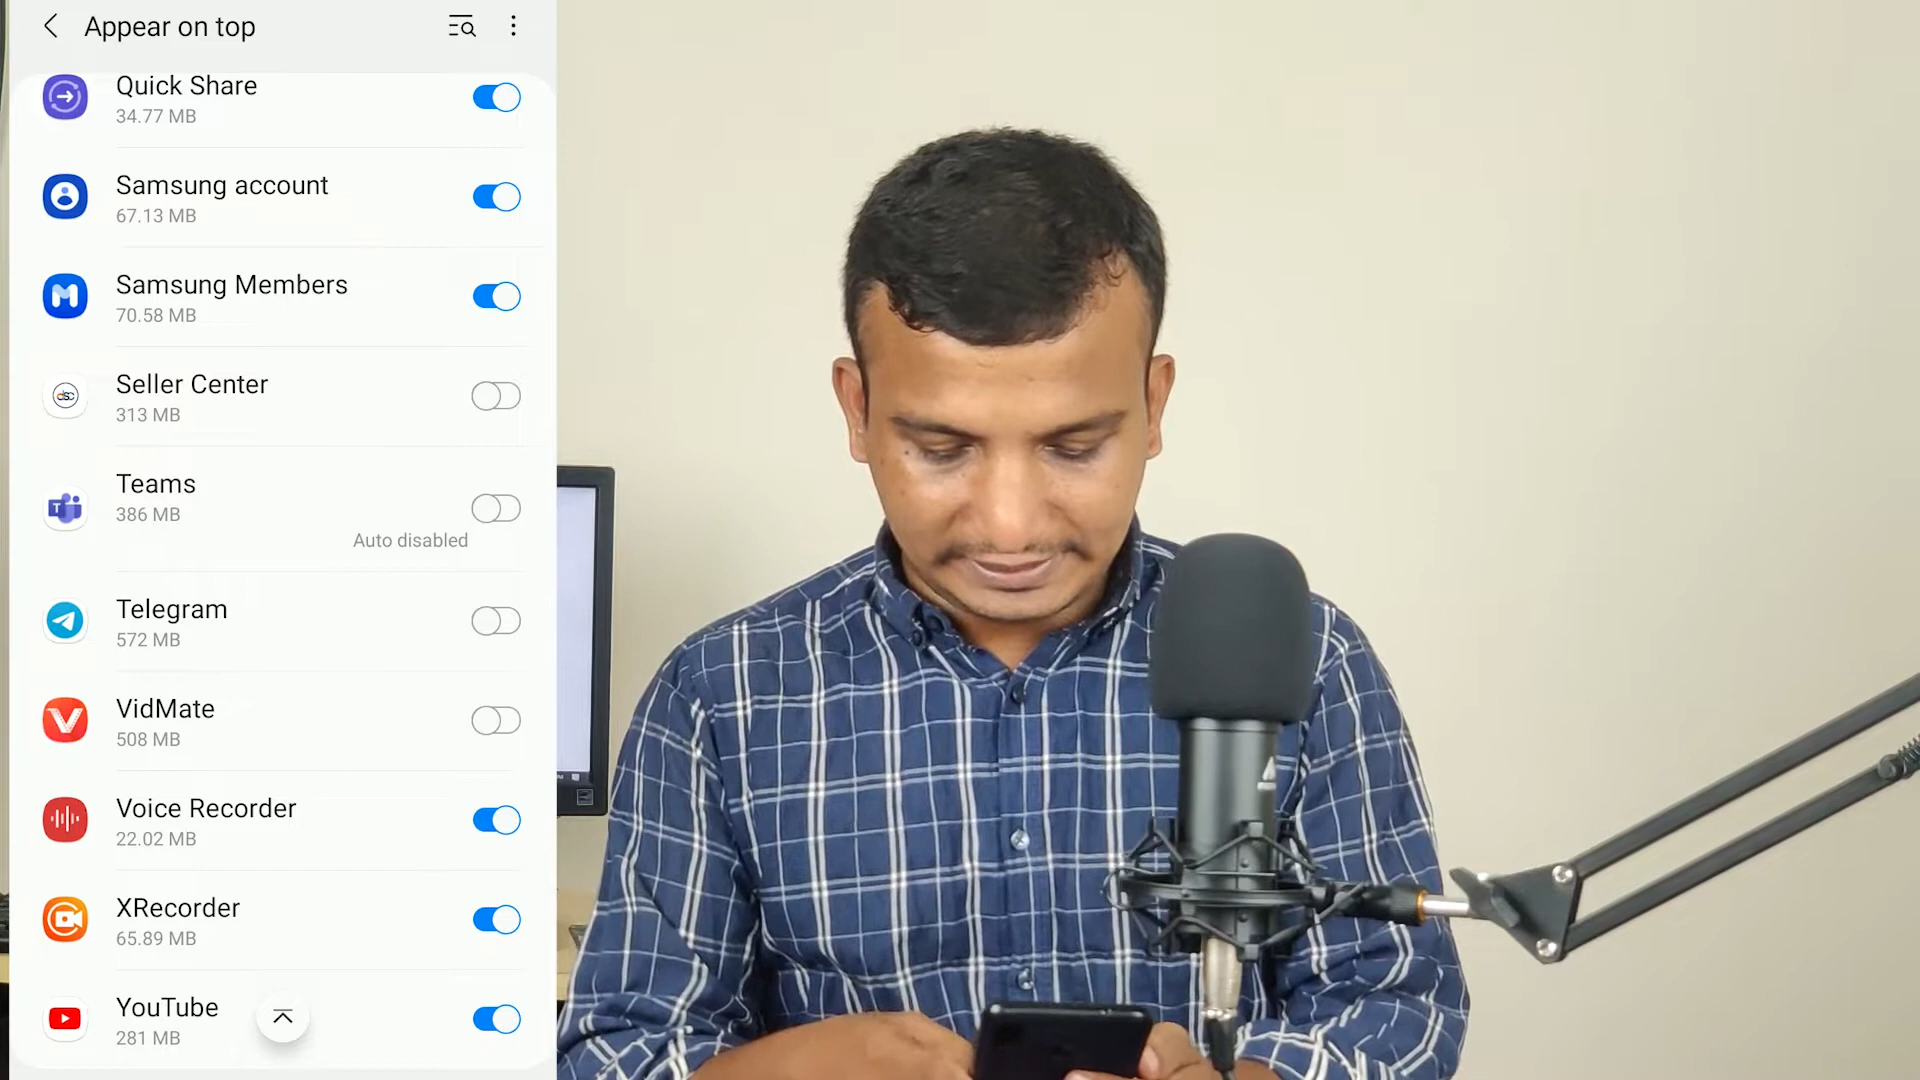 Appear on top
Quick Share
34.77 MB
Samsung account
67.13 MB
Samsung Members
70.58 MB
Seller Center
313 MB
dsc
Teams
386 MB
T
Auto disabled
Telegram
572 MB
VidMate
508 MB
Voice Recorder
22.02 MB
XRecorder
65.89 MB
YouTube
281 MB